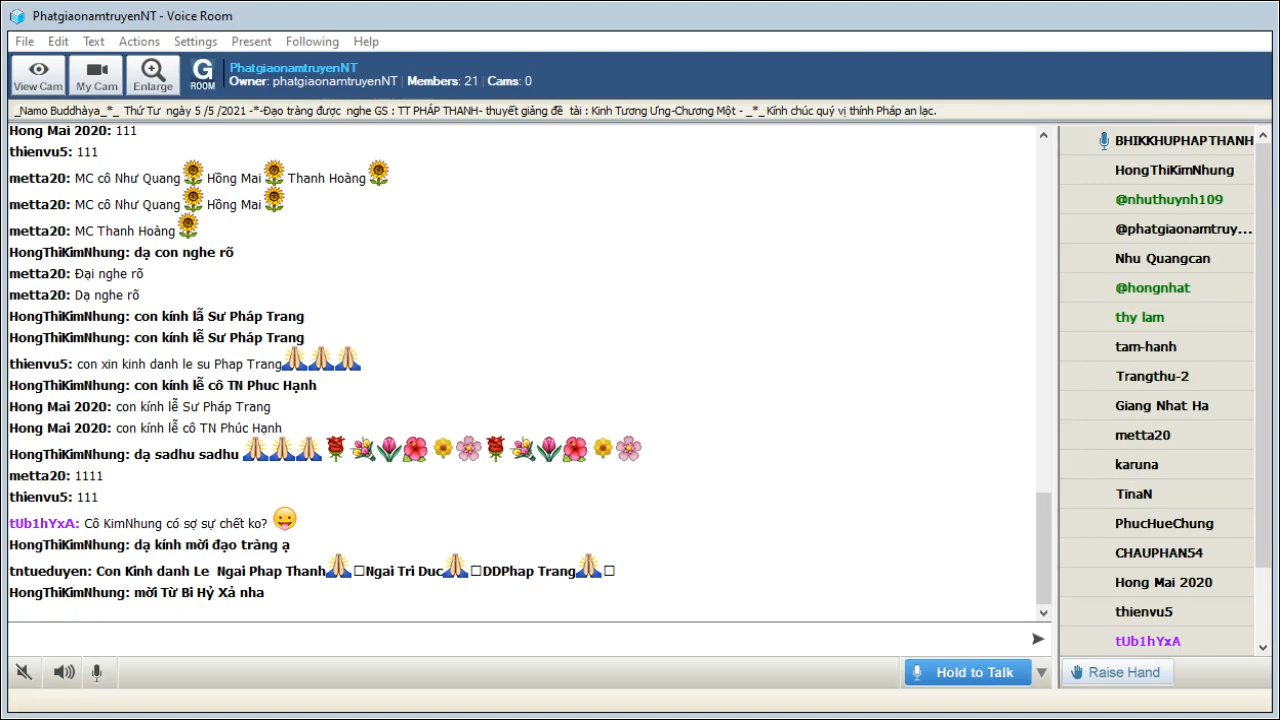 PhatgiaonamtruyenNT - Voice Room
File Edit Text Actions Settings Present Following Help
View Cam My Cam Enlarge G ROOM
PhatgiaonamtruyenNT
Owner: phatgiaonamtruyenNT | Members: 21 | Cams: 0
_Namo Buddhàya_*_ Thứ Tư ngày 5 /5 /2021 -*-Đạo tràng được nghe GS : TT PHÁP THANH- thuyết giảng đề tài : Kinh Tương Ưng-Chương Một - _*_ Kính chúc quý vị thính Pháp an lạc.
Hong Mai 2020: 111
thienvu5: 111
metta20: MC cô Như Quang Hồng Mai Thanh Hoàng
metta20: MC cô Như Quang Hồng Mai
metta20: MC Thanh Hoàng
HongThiKimNhung: dạ con nghe rõ
metta20: Đại nghe rõ
metta20: Dạ nghe rõ
HongThiKimNhung: con kính lẫ Sư Pháp Trang
HongThiKimNhung: con kính lễ Sư Pháp Trang
thienvu5: con xin kinh danh le su Phap Trang
HongThiKimNhung: con kính lễ cô TN Phuc Hạnh
Hong Mai 2020: con kính lễ Sư Pháp Trang
Hong Mai 2020: con kính lễ cô TN Phúc Hạnh
HongThiKimNhung: dạ sadhu sadhu
metta20: 1111
thienvu5: 111
tUb1hYxA: Cô KimNhung có sợ sự chết ko?
HongThiKimNhung: dạ kính mời đạo tràng ạ
tntueduyen: Con Kinh danh Le Ngai Phap Thanh Ngai Tri Duc DDPhap Trang
HongThiKimNhung: mời Từ Bi Hỷ Xả nha
Hold to Talk
BHIKKHUPHAPTHANH
HongThiKimNhung
@nhuthuynh109
@phatgiaonamtruy...
Nhu Quangcan
@hongnhat
thy lam
tam-hanh
Trangthu-2
Giang Nhat Ha
metta20
karuna
TinaN
PhucHueChung
CHAUPHAN54
Hong Mai 2020
thienvu5
tUb1hYxA
Raise Hand